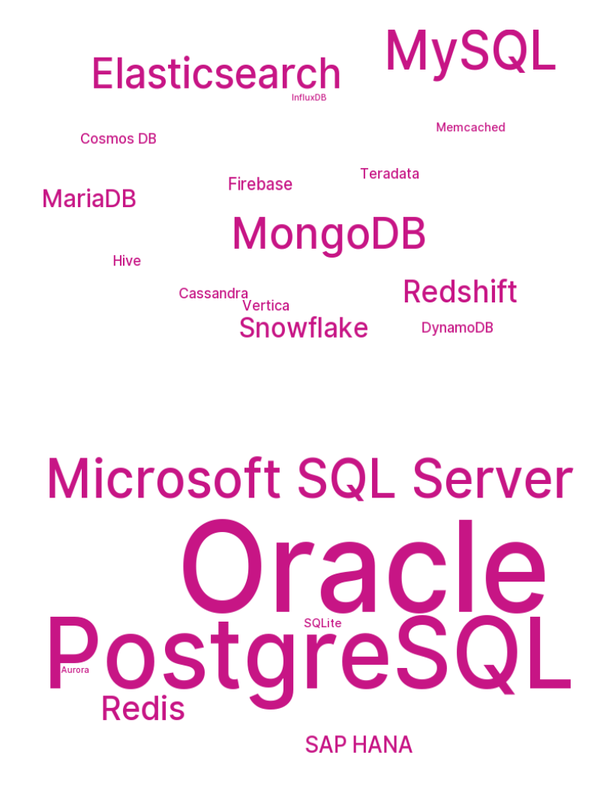 MySQL
Elasticsearch
InfluxDB
Memcached
Cosmos DB
Teradata
Firebase
MariaDB
MongoDB
Hive
Redshift
Cassandra
Vertica
Snowflake
DynamoDB
Microsoft SQL Server
Oracle
SQLite
PostgreSQL
Aurora
Redis
SAP HANA